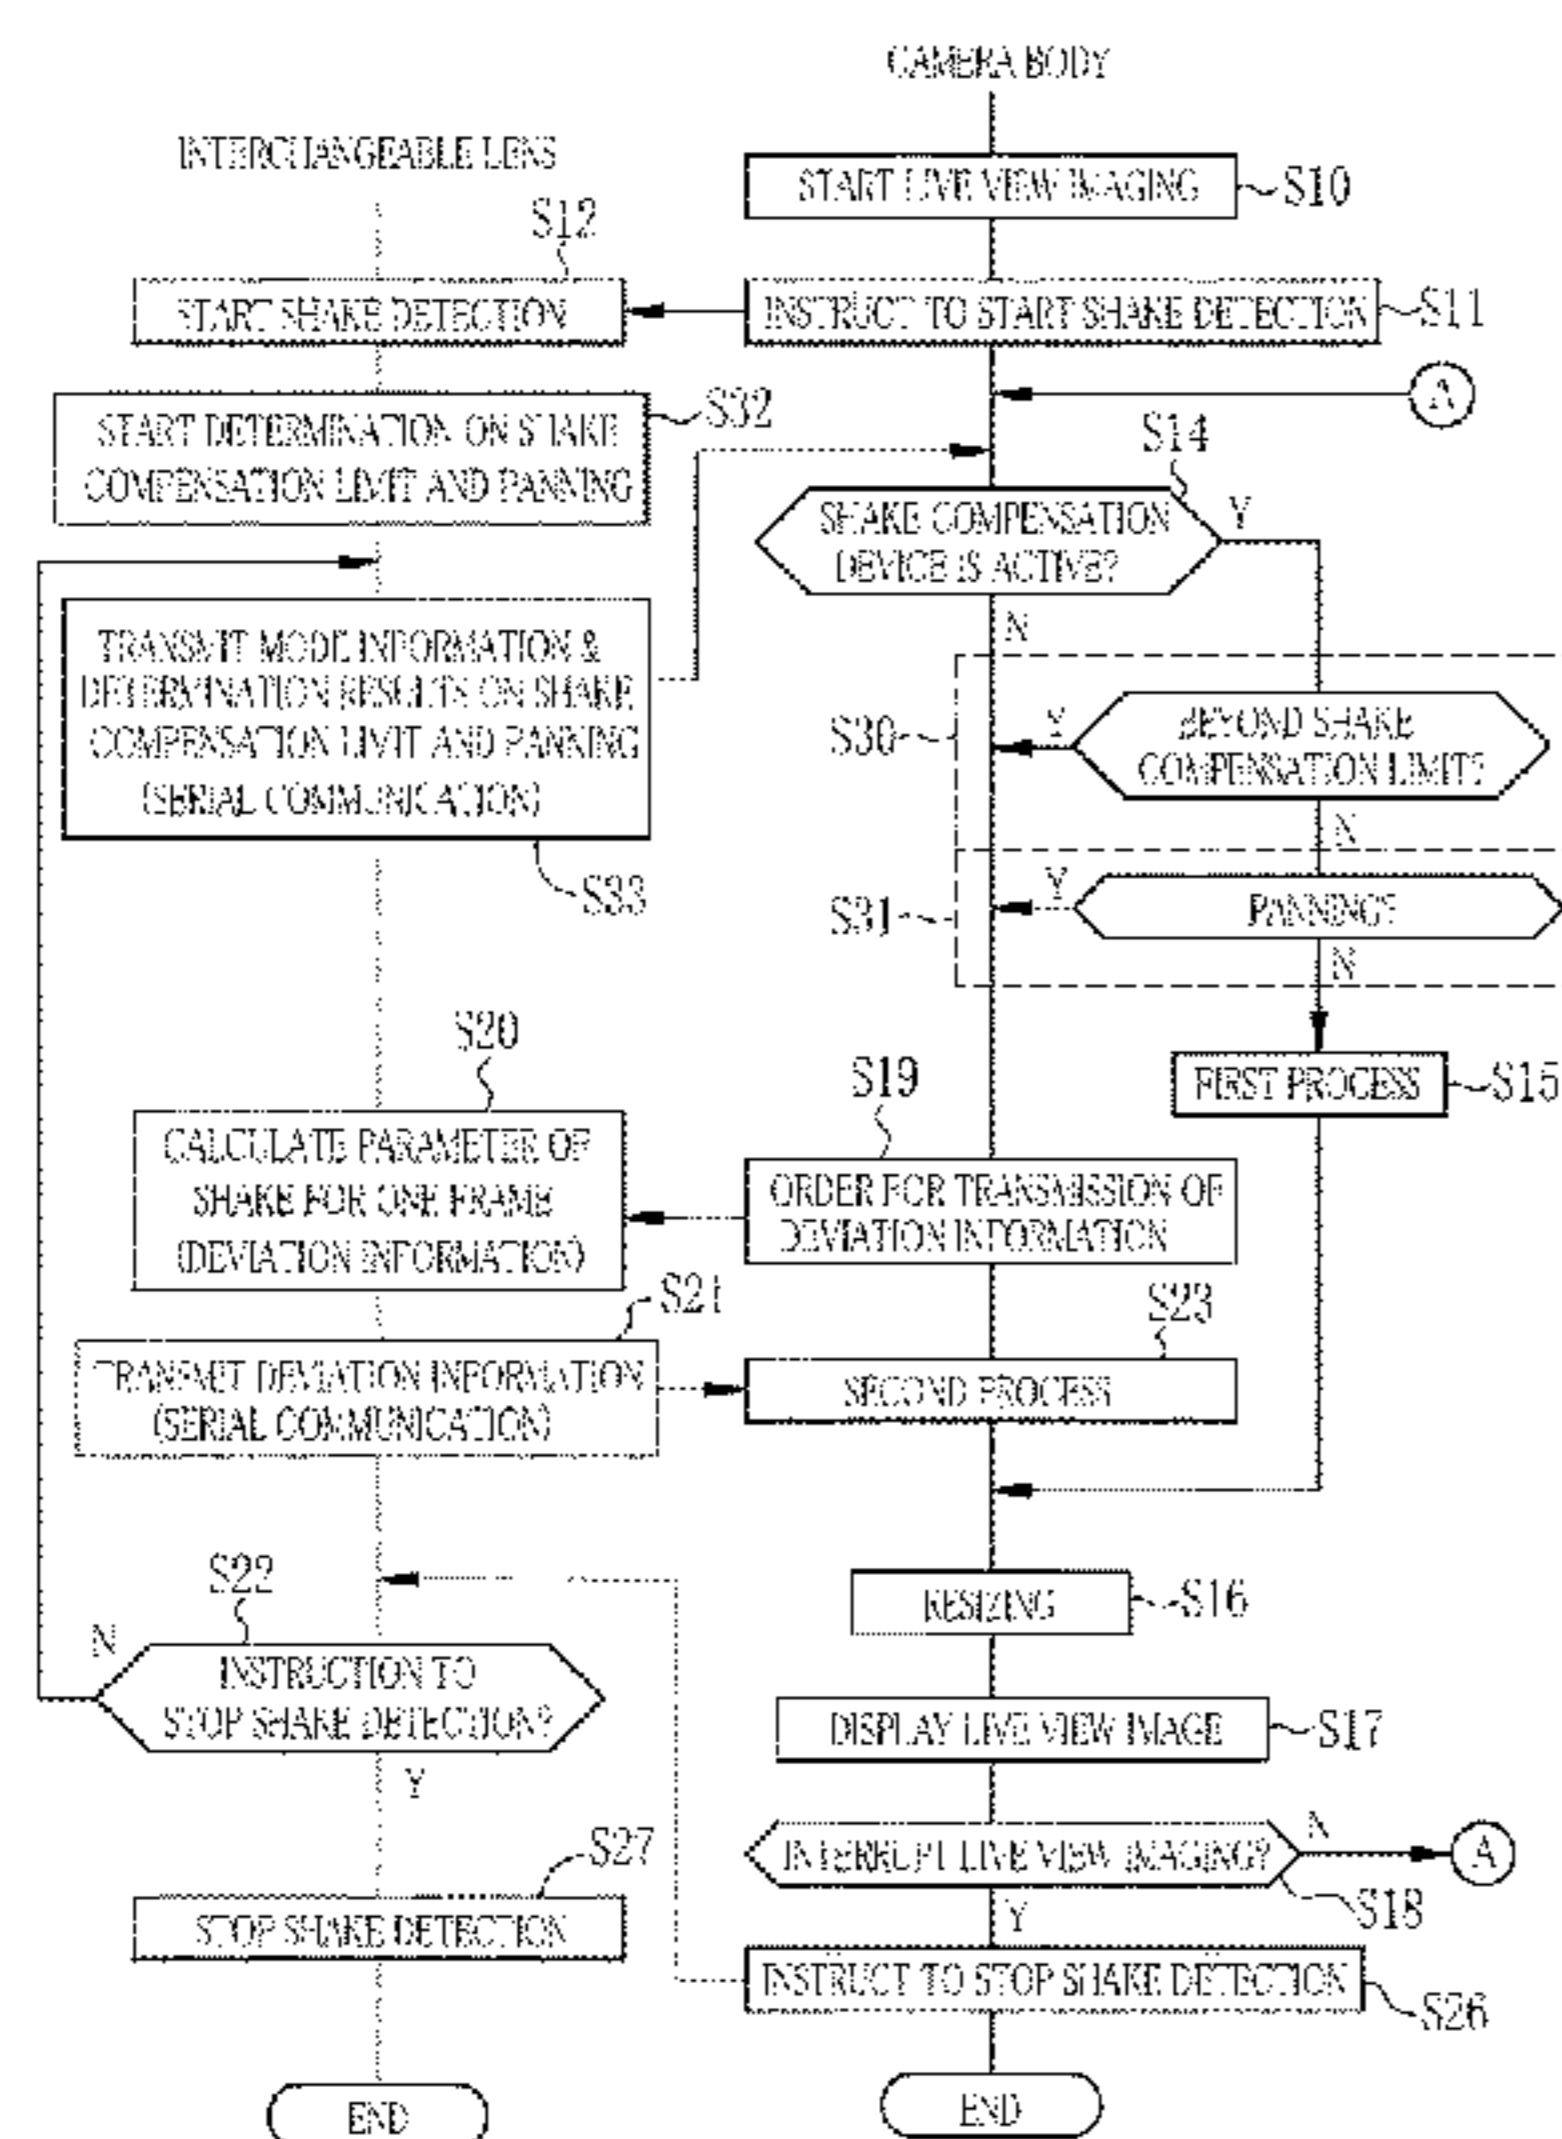 CAMERA BODY
INTERCHANGEABLE LENS
START LIVE VIEW IMAGING
S10
S12
START SHAKE DETECTION
INSTRUCT TO START SHAKE DETECTION
S11
A
S32
START DETERMINATION ON SHAKE
COMPENSATION LIMIT AND PANNING
S14
SHAKE COMPENSATION
DEVICE IS ACTIVE?
Y
N
TRANSMIT MODE INFORMATION &
DETERMINATION RESULTS ON SHAKE
COMPENSATION LIMIT AND PANNING
(SERIAL COMMUNICATION)
S33
S30
Y
BEYOND SHAKE
COMPENSATION LIMIT?
N
S31
Y
PANNING?
N
S20
CALCULATE PARAMETER OF
SHAKE FOR ONE FRAME
(DEVIATION INFORMATION)
S19
ORDER FOR TRANSMISSION OF
DEVIATION INFORMATION
FIRST PROCESS
S15
S21
TRANSMIT DEVIATION INFORMATION
(SERIAL COMMUNICATION)
S23
SECOND PROCESS
S22
N
INSTRUCTION TO
STOP SHAKE DETECTION?
Y
RESIZING
S16
DISPLAY LIVE VIEW IMAGE
S17
INTERRUPT LIVE VIEW IMAGING?
N
A
S18
Y
S27
STOP SHAKE DETECTION
INSTRUCT TO STOP SHAKE DETECTION
S26
END
END